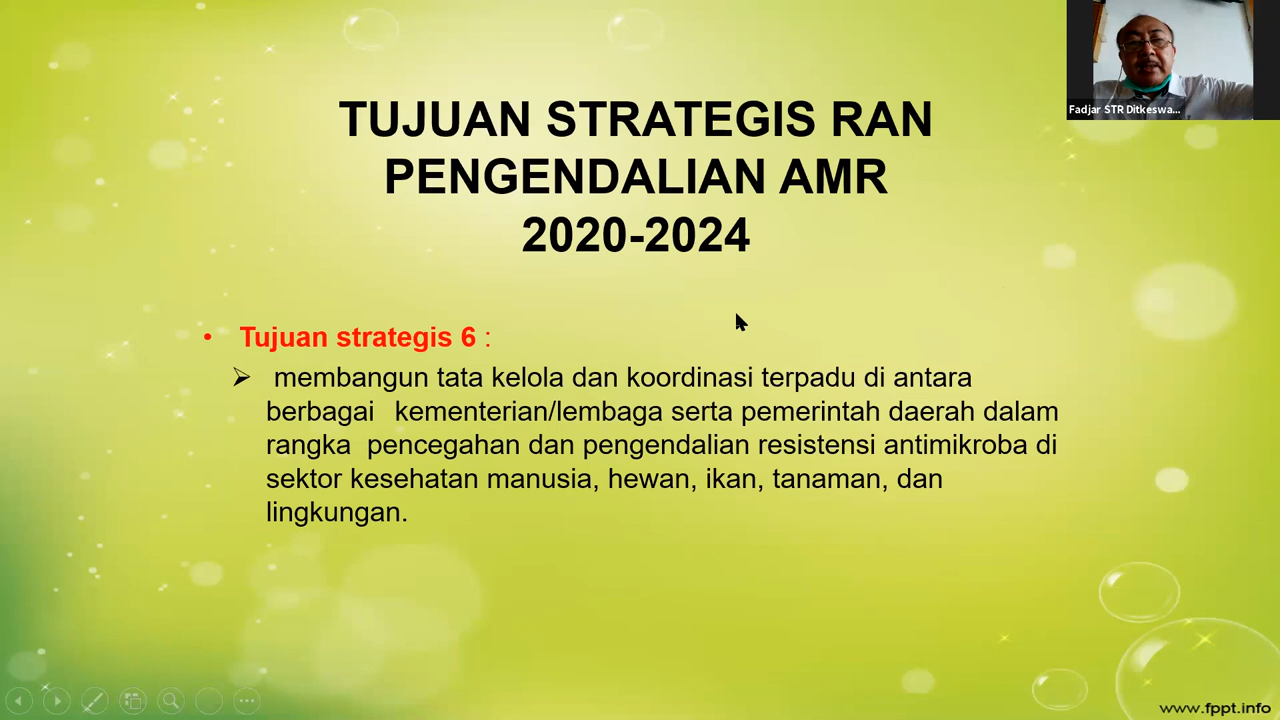 Fadjar STR Ditkeswa...
TUJUAN STRATEGIS RAN
PENGENDALIAN AMR
2020-2024
• Tujuan strategis 6 :
➢ membangun tata kelola dan koordinasi terpadu di antara
berbagai kementerian/lembaga serta pemerintah daerah dalam
rangka pencegahan dan pengendalian resistensi antimikroba di
sektor kesehatan manusia, hewan, ikan, tanaman, dan
lingkungan.
www.fppt.info